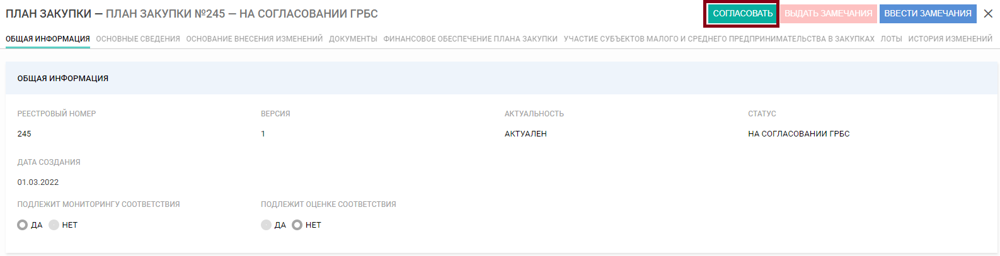 ПЛАН ЗАКУПКИ — ПЛАН ЗАКУПКИ №245 — НА СОГЛАСОВАНИИ ГРБС СОГЛАСОВАТЬ ВЫДАТЬ ЗАМЕЧАНИЯ ВВЕСТИ ЗАМЕЧАНИЯ
ОБЩАЯ ИНФОРМАЦИЯ ОСНОВНЫЕ СВЕДЕНИЯ ОСНОВАНИЕ ВНЕСЕНИЯ ИЗМЕНЕНИЙ ДОКУМЕНТЫ ФИНАНСОВОЕ ОБЕСПЕЧЕНИЕ ПЛАНА ЗАКУПКИ УЧАСТИЕ СУБЪЕКТОВ МАЛОГО И СРЕДНЕГО ПРЕДПРИНИМАТЕЛЬСТВА В ЗАКУПКАХ ЛОТЫ ИСТОРИЯ ИЗМЕНЕНИЙ
ОБЩАЯ ИНФОРМАЦИЯ
РЕЕСТРОВЫЙ НОМЕР ВЕРСИЯ АКТУАЛЬНОСТЬ СТАТУС
245 1 АКТУАЛЕН НА СОГЛАСОВАНИИ ГРБС
ДАТА СОЗДАНИЯ
01.03.2022
ПОДЛЕЖИТ МОНИТОРИНГУ СООТВЕТСТВИЯ ПОДЛЕЖИТ ОЦЕНКЕ СООТВЕТСТВИЯ
ДА НЕТ ДА НЕТ